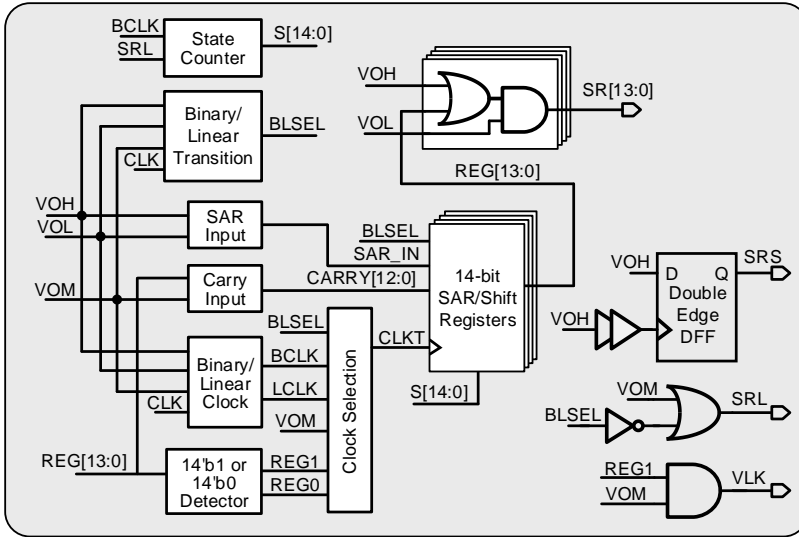 BCLK
SRL
State
Counter
S[14:0]
VOH
VOL
SR[13:0]
REG[13:0]
Binary/
Linear
Transition
BLSEL
CLK
VOH
VOL
SAR
Input
BLSEL
SAR_IN
CARRY[12:0]
14-bit
SAR/Shift
Registers
VOM
Carry
Input
BLSEL
Binary/
Linear
Clock
BCLK
LCLK
CLK
VOM
Clock Selection
CLKT
S[14:0]
REG[13:0]
14'b1 or
14'b0
Detector
REG1
REG0
VOH
D
Q
SRS
Double
Edge
DFF
VOH
VOM
BLSEL
SRL
REG1
VOM
VLK